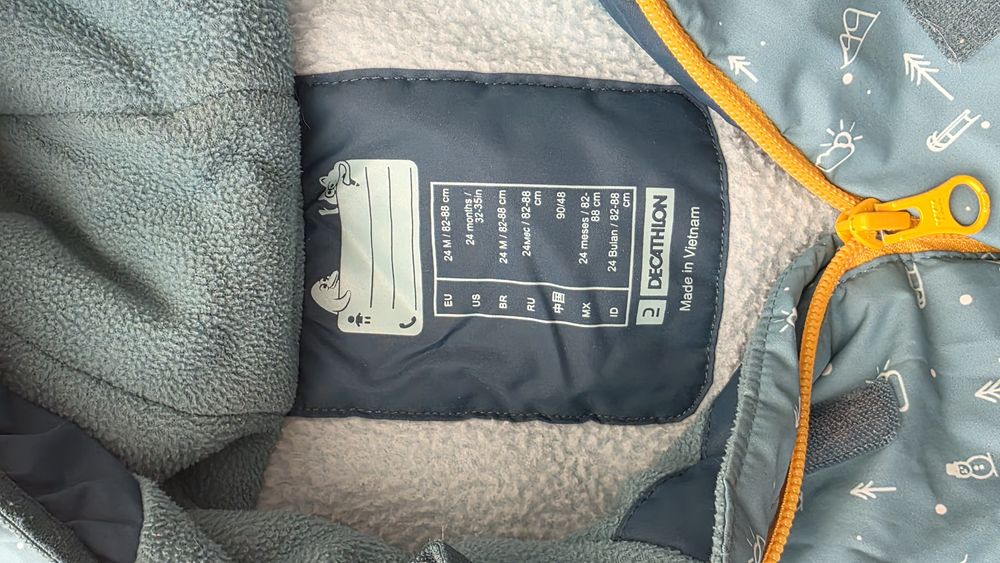 EU 24 M / 82-88 cm
US 24 months / 32-35in
BR 24 M / 82-88 cm
RU 24мес / 82-88 cm
中国 90/48
MX 24 meses / 82-88 cm
ID 24 Bulan / 82-88 cm
DECATHLON
Made in Vietnam